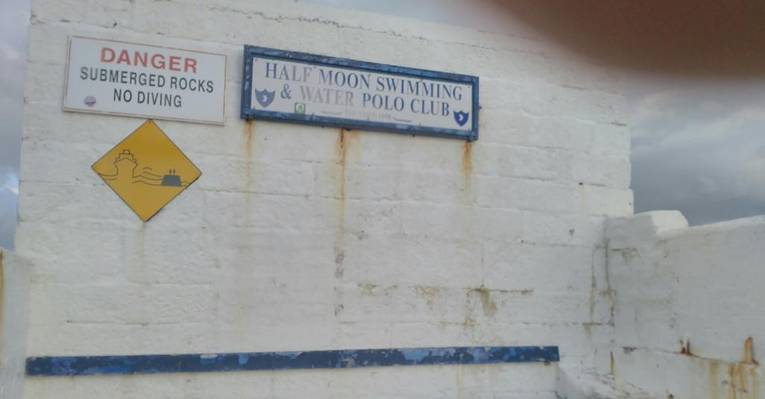 DANGER
SUBMERGED ROCKS
NO DIVING
HALF MOON SWIMMING
& WATER POLO CLUB